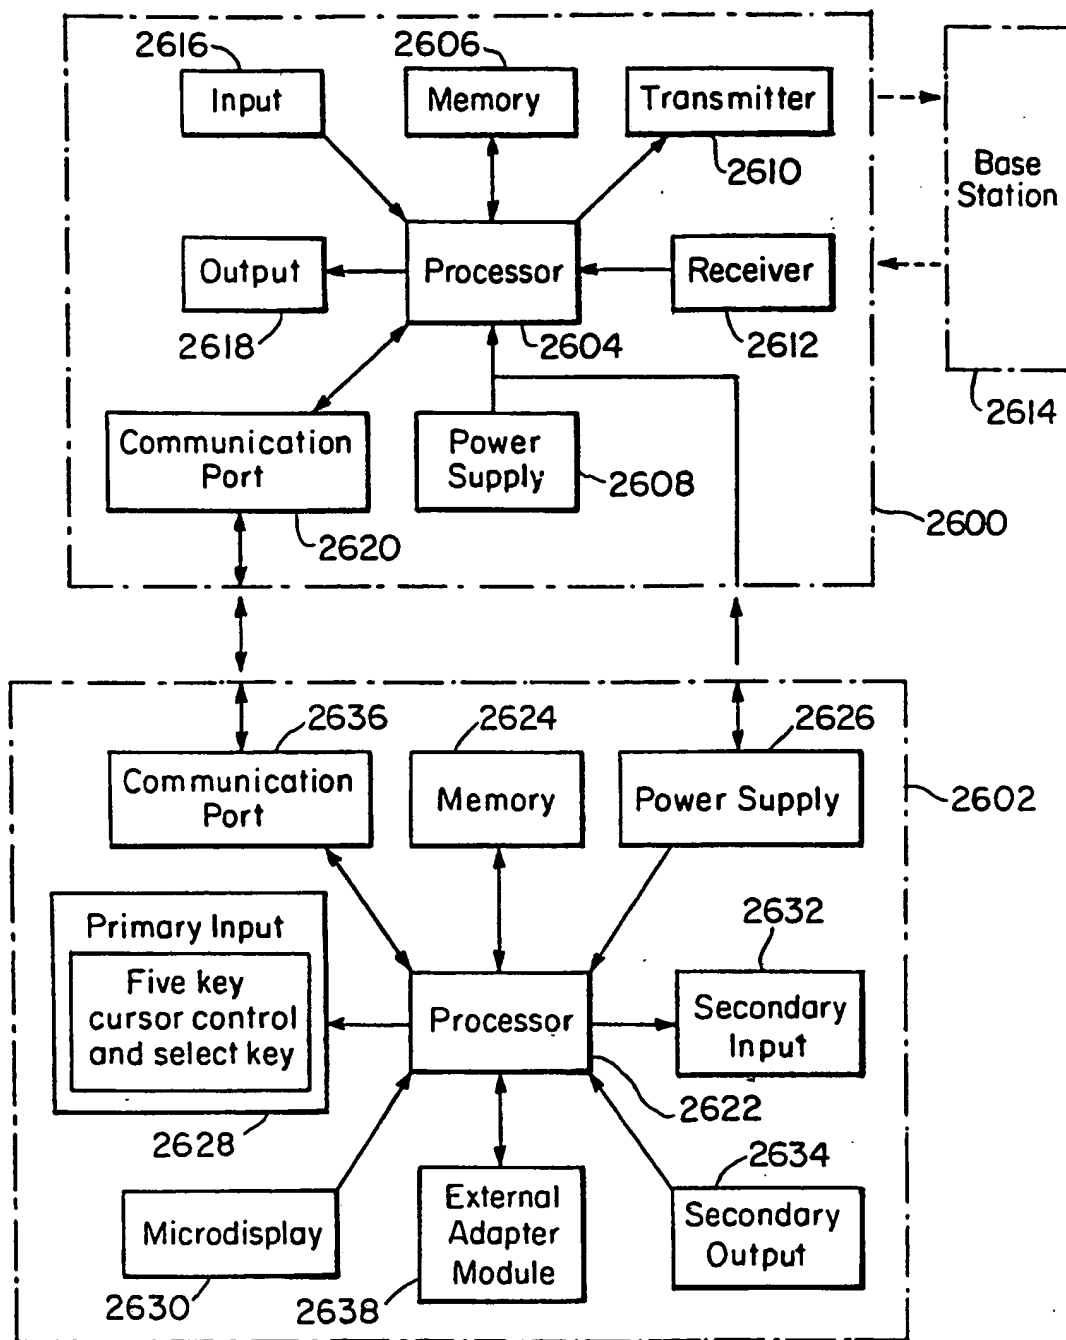 2616
2606
Input
Memory
Transmitter
2610
Base
Station
Output
Processor
Receiver
2618
2604
2612
2614
Communication
Port
Power
Supply
2608
2600
2620
2636
2624
2626
Communication
Port
Memory
Power Supply
2602
Primary Input
Five key
cursor control
and select key
2632
Processor
Secondary
Input
2628
2622
2634
Microdisplay
External
Adapter
Module
Secondary
Output
2630
2638